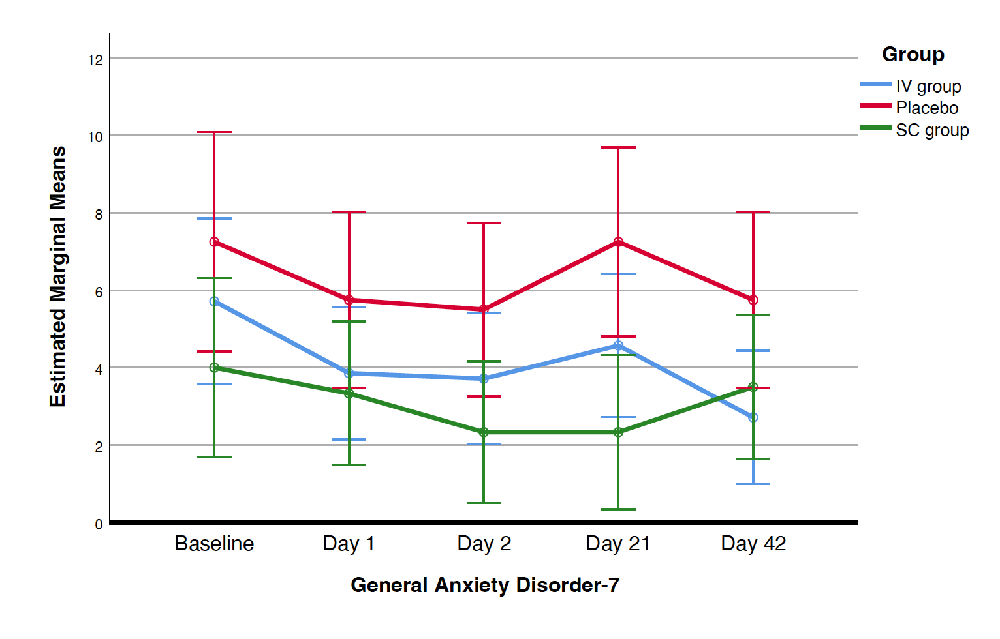 Group
IV group
Placebo
SC group
Estimated Marginal Means
12
10
8
6
4
2
0
Baseline
Day 1
Day 2
Day 21
Day 42
General Anxiety Disorder-7